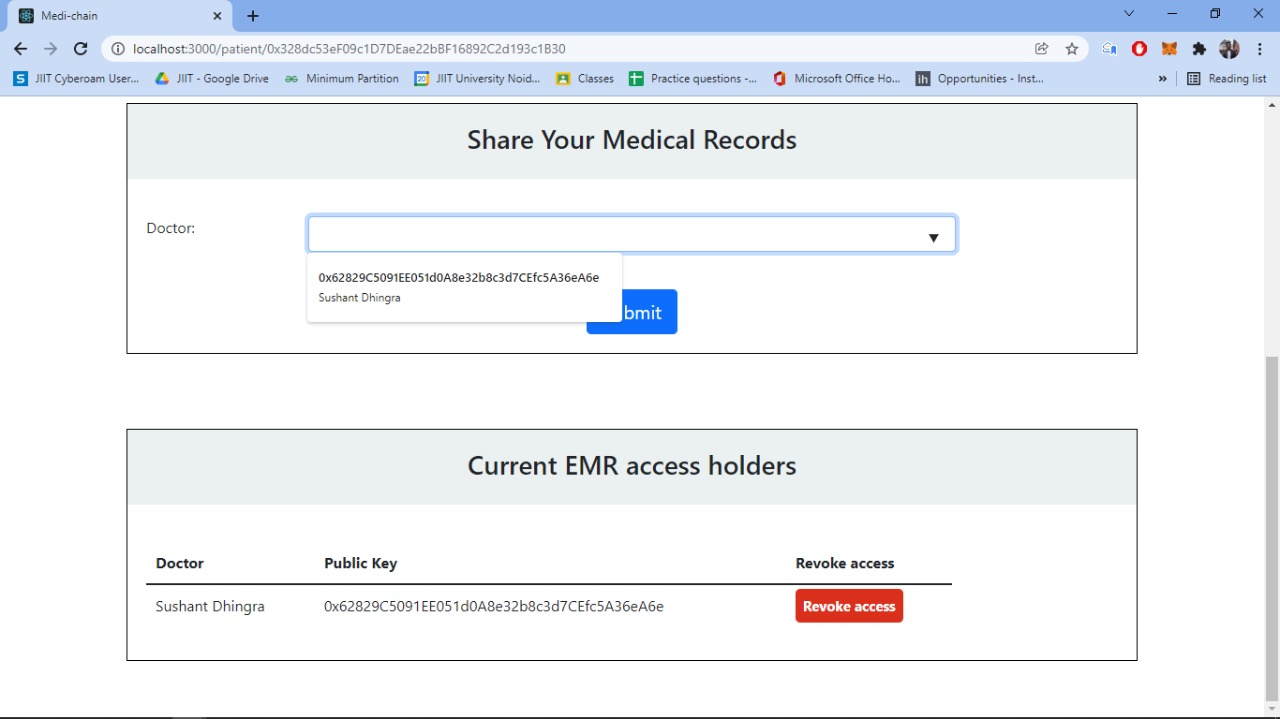 Medi-chain
localhost:3000/patient/0x328dc53eF09c1D7DEae22bBF16892C2d193c1B30
JIIT Cyberoam User... JIIT - Google Drive Minimum Partition JIIT University Noid... Classes Practice questions -... Microsoft Office Ho... Opportunities - Inst... » Reading list
Share Your Medical Records
Doctor:
0x62829C5091EE051d0A8e32b8c3d7CEfc5A36eA6e
Sushant Dhingra
bmit
Current EMR access holders
Doctor Public Key Revoke access
Sushant Dhingra 0x62829C5091EE051d0A8e32b8c3d7CEfc5A36eA6e Revoke access